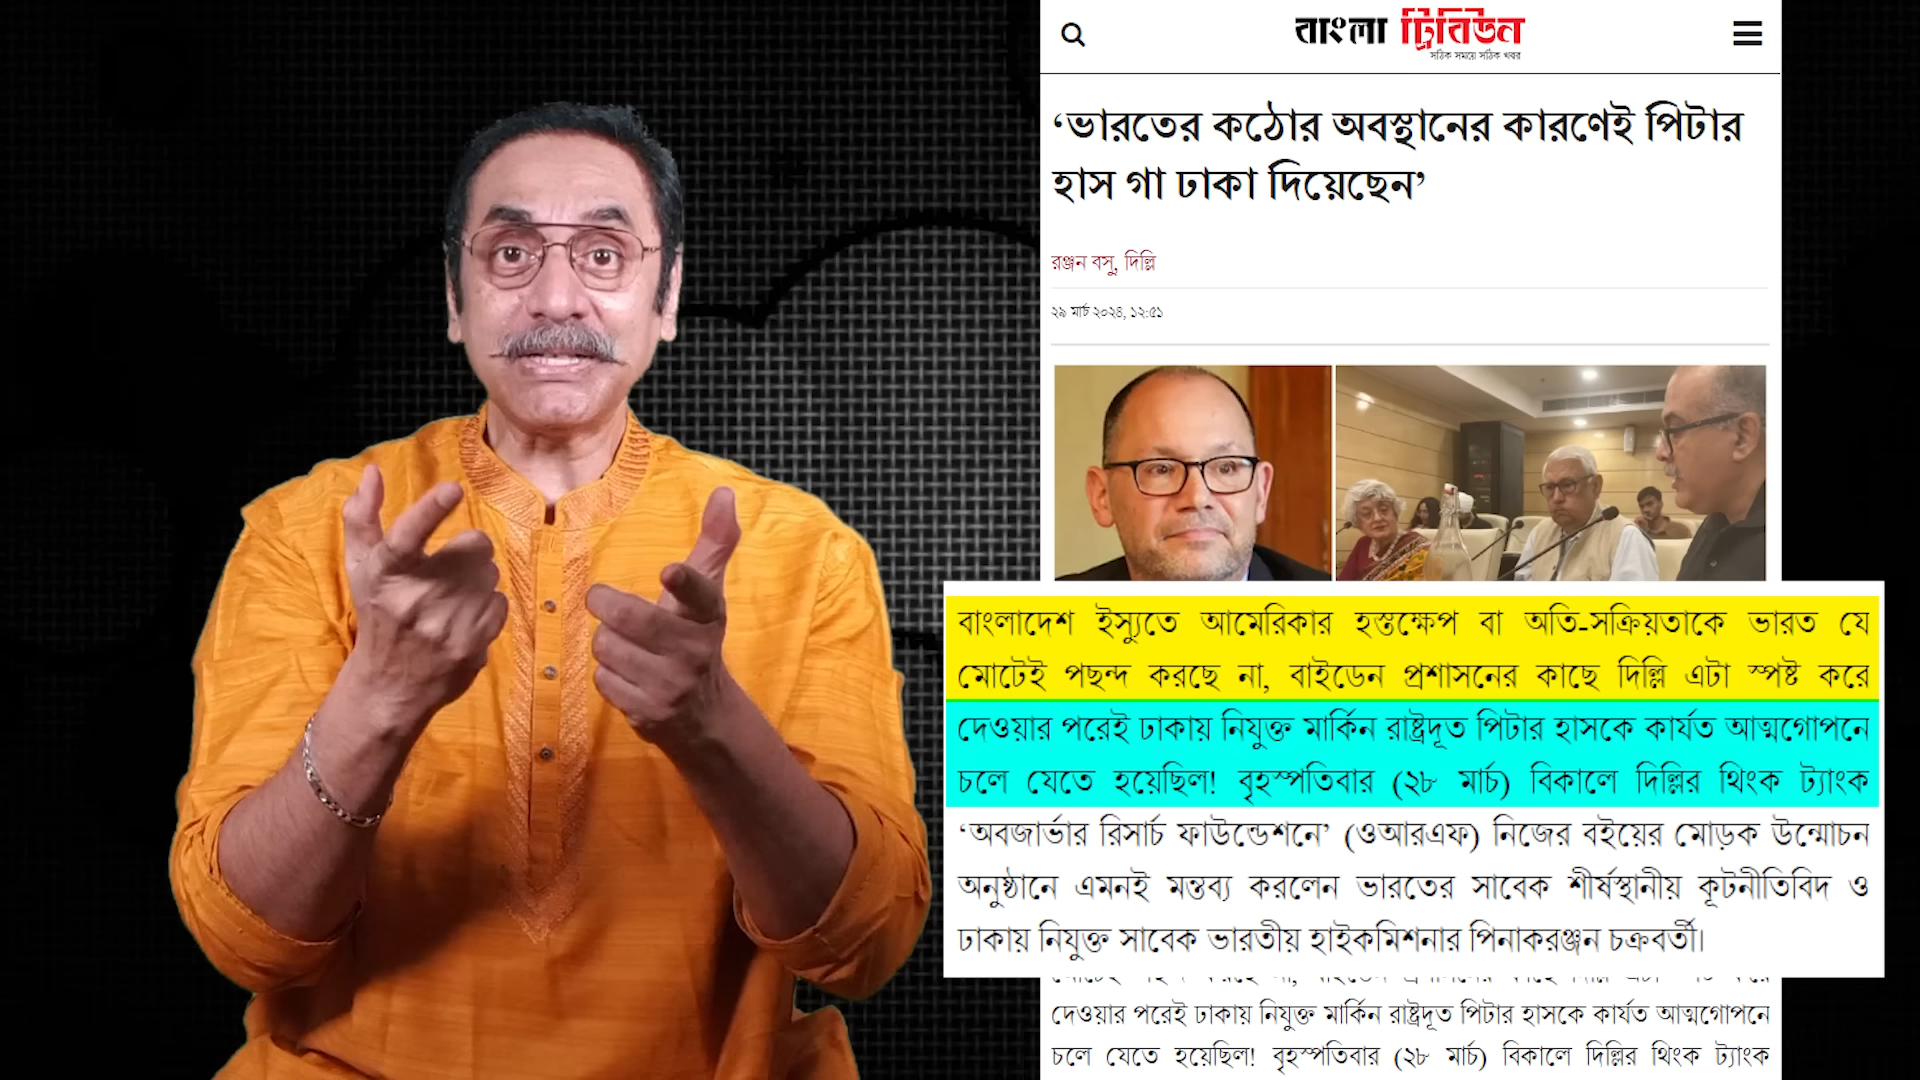 বাংলা ট্রিবিউন
সঠিক সময়ে সঠিক খবর
‘ভারতের কঠোর অবস্থানের কারণেই পিটার
হাস গা ঢাকা দিয়েছেন’
রঞ্জন বসু, দিল্লি
২৯ মার্চ ২০২৪, ১২:৫১
বাংলাদেশ ইস্যুতে আমেরিকার হস্তক্ষেপ বা অতি-সক্রিয়তাকে ভারত যে
মোটেই পছন্দ করছে না, বাইডেন প্রশাসনের কাছে দিল্লি এটা স্পষ্ট করে
দেওয়ার পরেই ঢাকায় নিযুক্ত মার্কিন রাষ্ট্রদূত পিটার হাসকে কার্যত আত্মগোপনে
চলে যেতে হয়েছিল! বৃহস্পতিবার (২৮ মার্চ) বিকালে দিল্লির থিংক ট্যাংক
‘অবজার্ভার রিসার্চ ফাউন্ডেশনে’ (ওআরএফ) নিজের বইয়ের মোড়ক উন্মোচন
অনুষ্ঠানে এমনই মন্তব্য করলেন ভারতের সাবেক শীর্ষস্থানীয় কূটনীতিবিদ ও
ঢাকায় নিযুক্ত সাবেক ভারতীয় হাইকমিশনার পিনাকরঞ্জন চক্রবর্তী।
দেওয়ার পরেই ঢাকায় নিযুক্ত মার্কিন রাষ্ট্রদূত পিটার হাসকে কার্যত আত্মগোপনে
চলে যেতে হয়েছিল! বৃহস্পতিবার (২৮ মার্চ) বিকালে দিল্লির থিংক ট্যাংক